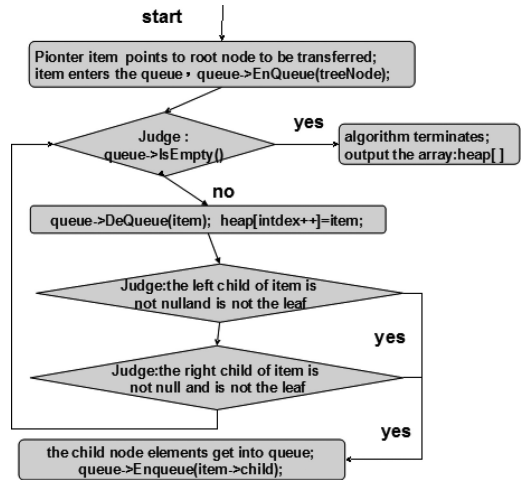 start
Pionter item points to root node to be transferred;
item enters the queue，queue->EnQueue(treeNode);
Judge :
queue->IsEmpty()
yes
algorithm terminates;
output the array:heap[ ]
no
queue->DeQueue(item); heap[intdex++]=item;
Judge:the left child of item is
not nulland is not the leaf
yes
Judge:the right child of item is
not null and is not the leaf
yes
the child node elements get into queue;
queue->Enqueue(item->child);